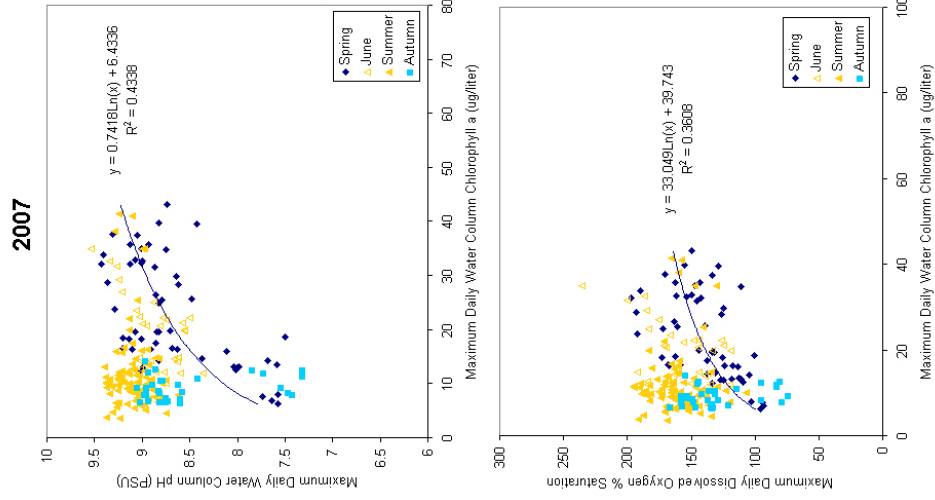 2007
Maximum Daily Water Column pH (PSU)
10
9.5
9
8.5
8
7.5
7
6.5
6
y = 0.7418Ln(x) + 6.4336
R² = 0.4338
Spring
June
Summer
Autumn
0 10 20 30 40 50 60 70 80
Maximum Daily Water Column Chlorophyll a (ug/liter)
Maximum Daily Dissolved Oxygen % Saturation
300
250
200
150
100
50
0
y = 33.049Ln(x) + 39.743
R² = 0.3608
Spring
June
Summer
Autumn
0 20 40 60 80 100
Maximum Daily Water Column Chlorophyll a (ug/liter)